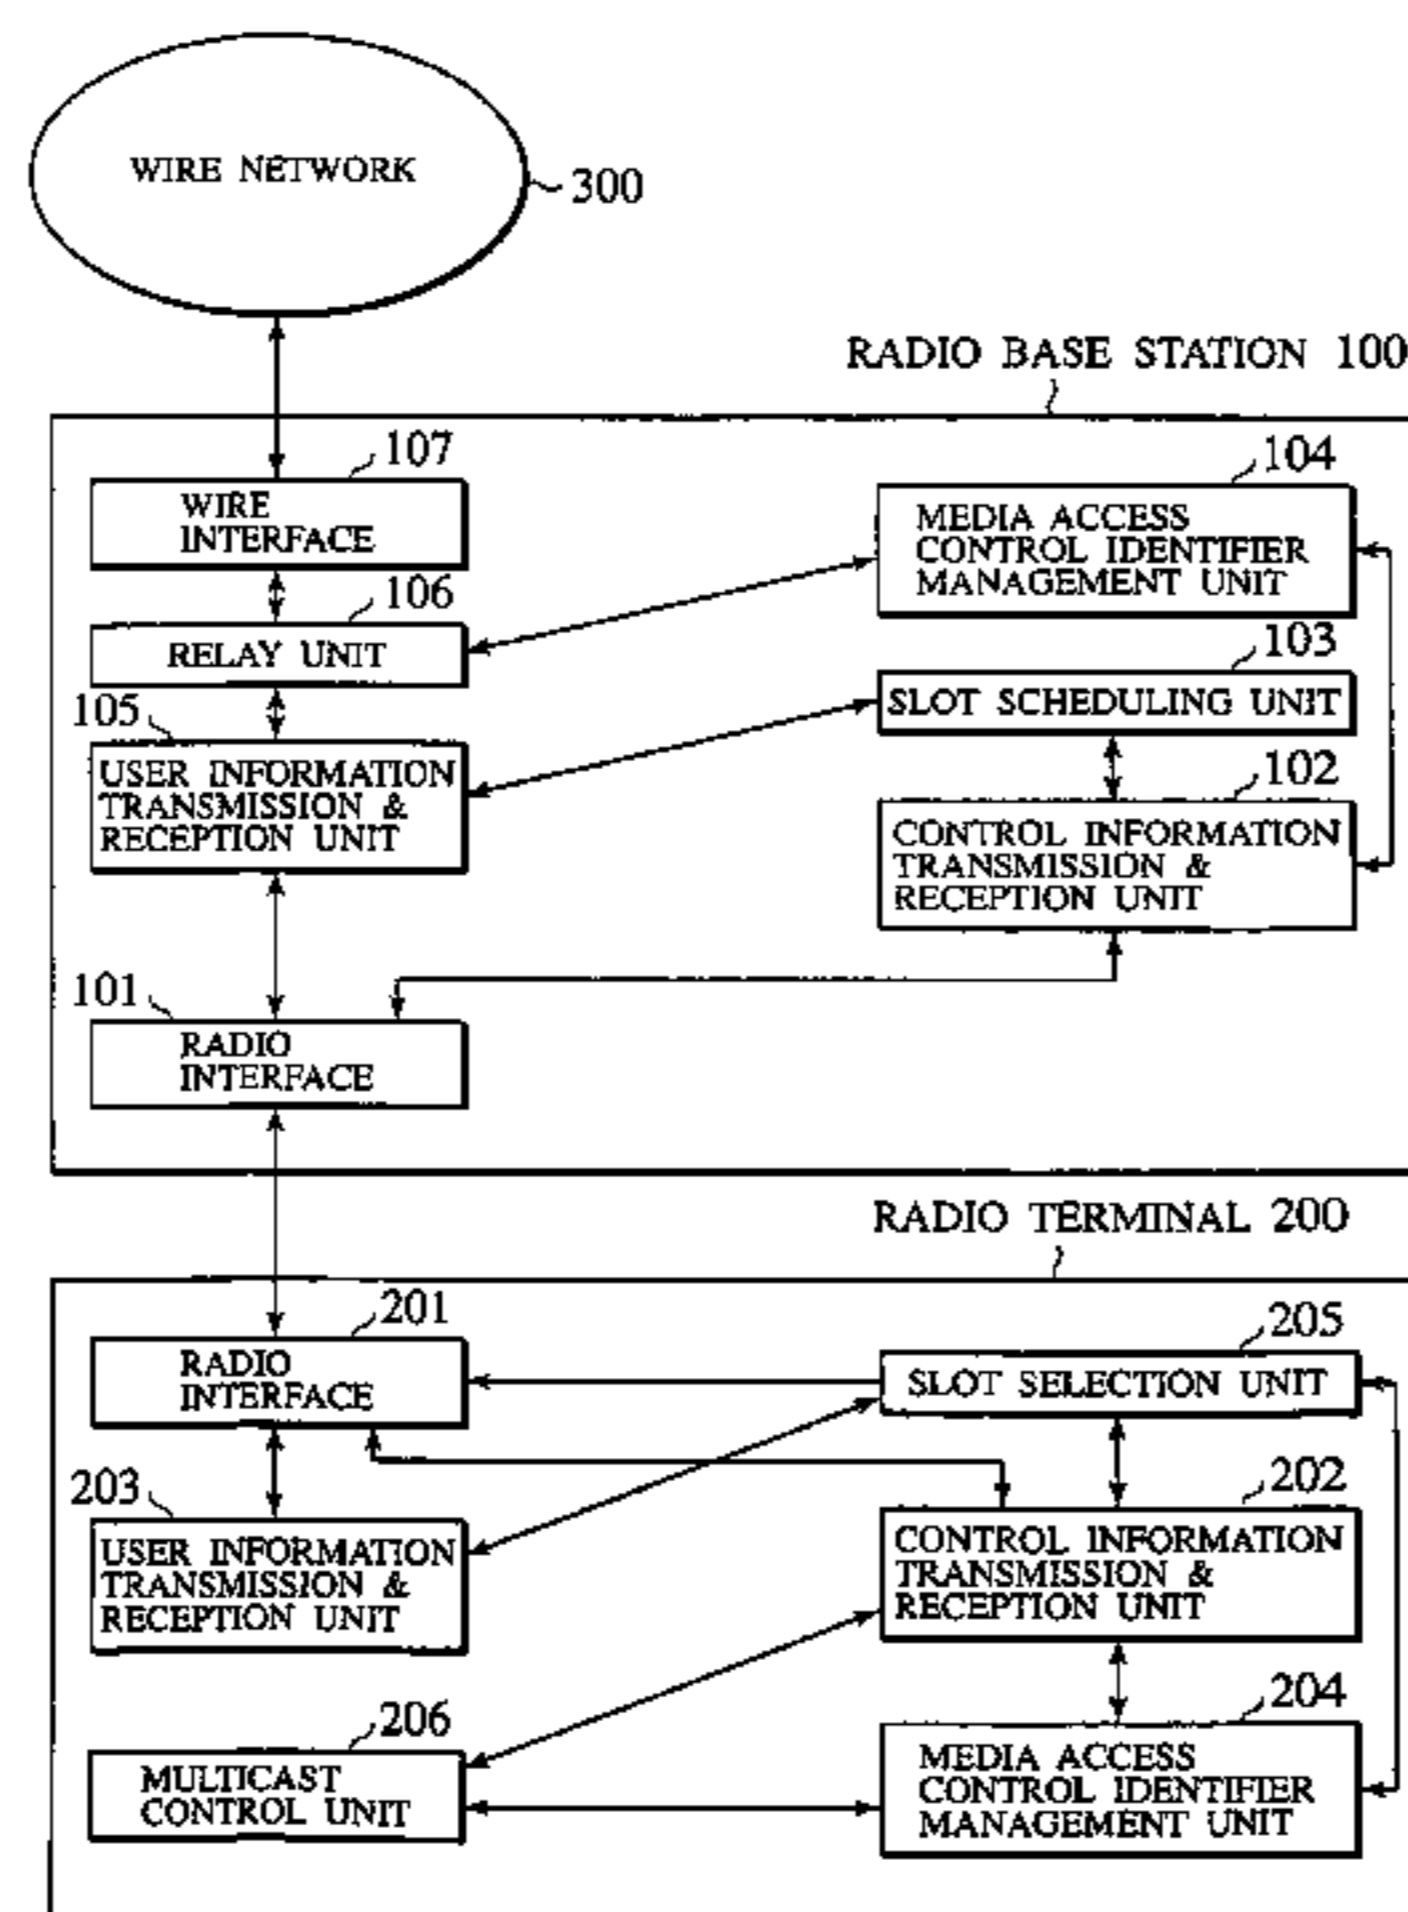 WIRE NETWORK
300
RADIO BASE STATION 100
107
WIRE
INTERFACE
104
MEDIA ACCESS
CONTROL IDENTIFIER
MANAGEMENT UNIT
106
RELAY UNIT
103
SLOT SCHEDULING UNIT
105
USER INFORMATION
TRANSMISSION &
RECEPTION UNIT
102
CONTROL INFORMATION
TRANSMISSION &
RECEPTION UNIT
101
RADIO
INTERFACE
RADIO TERMINAL 200
201
RADIO
INTERFACE
205
SLOT SELECTION UNIT
203
USER INFORMATION
TRANSMISSION &
RECEPTION UNIT
202
CONTROL INFORMATION
TRANSMISSION &
RECEPTION UNIT
206
MULTICAST
CONTROL UNIT
204
MEDIA ACCESS
CONTROL IDENTIFIER
MANAGEMENT UNIT